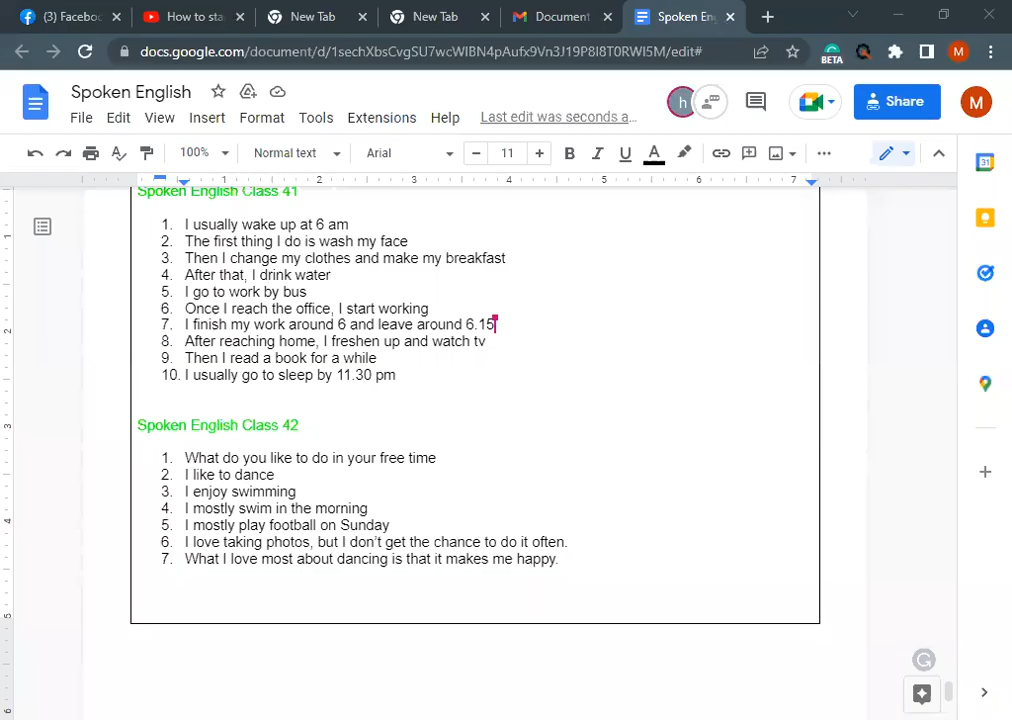 (3) Facebo
How to sta
New Tab
New Tab
Document
Spoken En
docs.google.com/document/d/1sechXbsCvgSU7wcWIBN4pAufx9Vn3J19P8I8T0RWI5M/edit#
BETA
M
Spoken English
h
Share
M
File Edit View Insert Format Tools Extensions Help Last edit was seconds a...
100% Normal text Arial 11
1 2 3 4 5 6 7
Spoken English Class 41
1. I usually wake up at 6 am
2. The first thing I do is wash my face
3. Then I change my clothes and make my breakfast
4. After that, I drink water
5. I go to work by bus
6. Once I reach the office, I start working
7. I finish my work around 6 and leave around 6.15
8. After reaching home, I freshen up and watch tv
9. Then I read a book for a while
10. I usually go to sleep by 11.30 pm
Spoken English Class 42
1. What do you like to do in your free time
2. I like to dance
3. I enjoy swimming
4. I mostly swim in the morning
5. I mostly play football on Sunday
6. I love taking photos, but I don't get the chance to do it often.
7. What I love most about dancing is that it makes me happy.